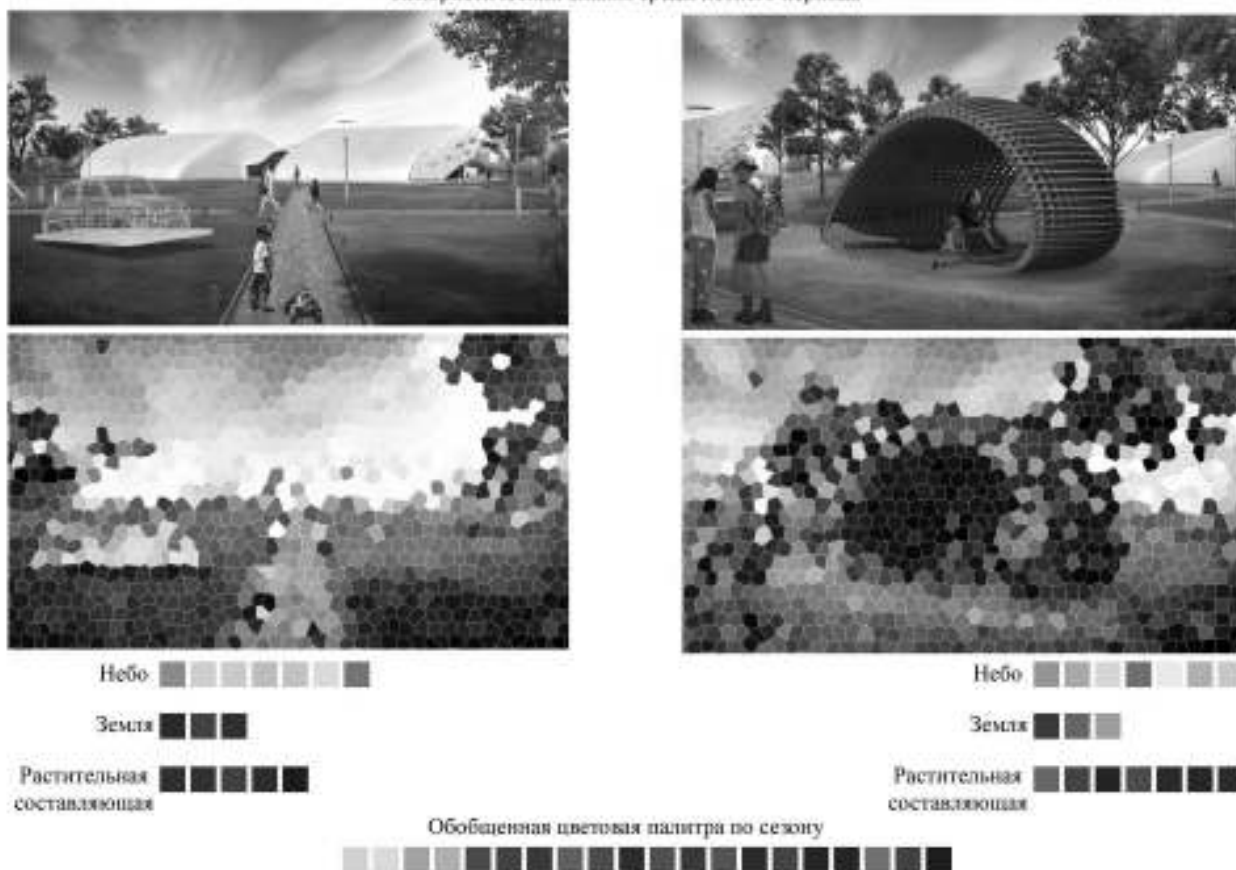 Небо
Небо
Земля
Земля
Растительная
составляющая
Растительная
составляющая
Обобщенная цветовая палитра по сезону